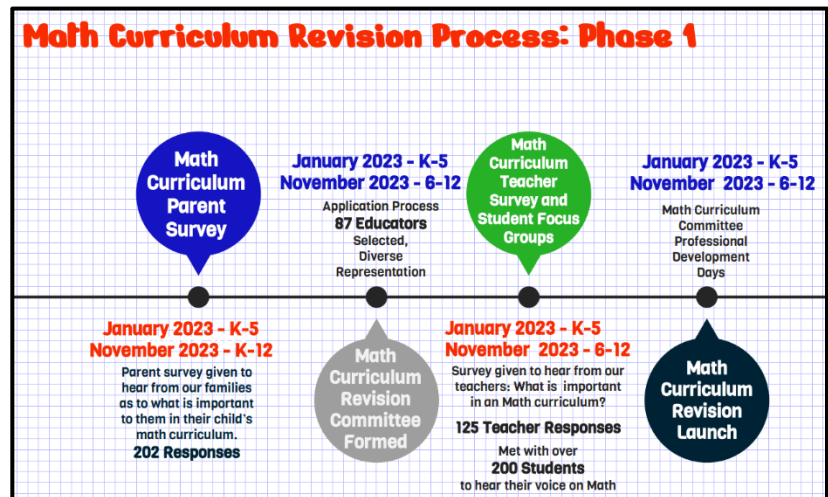 Math Curriculum Revision Process: Phase 1
Math
Curriculum
Parent
Survey
January 2023 - K-5
November 2023 - K-12
Parent survey given to
hear from our families
as to what is important
to them in their child's
math curriculum.
202 Responses
January 2023 - K-5
November 2023 - 6-12
Application Process
87 Educators
Selected,
Diverse
Representation
Math
Curriculum
Revision
Committee
Formed
Math
Curriculum
Teacher
Survey and
Student Focus
Groups
January 2023 - K-5
November 2023 - 6-12
Survey given to hear from our
teachers: What is important
in an Math curriculum?
125 Teacher Responses
Met with over
200 Students
to hear their voice on Math
January 2023 - K-5
November 2023 - 6-12
Math Curriculum
Committee
Professional
Development
Days
Math
Curriculum
Revision
Launch